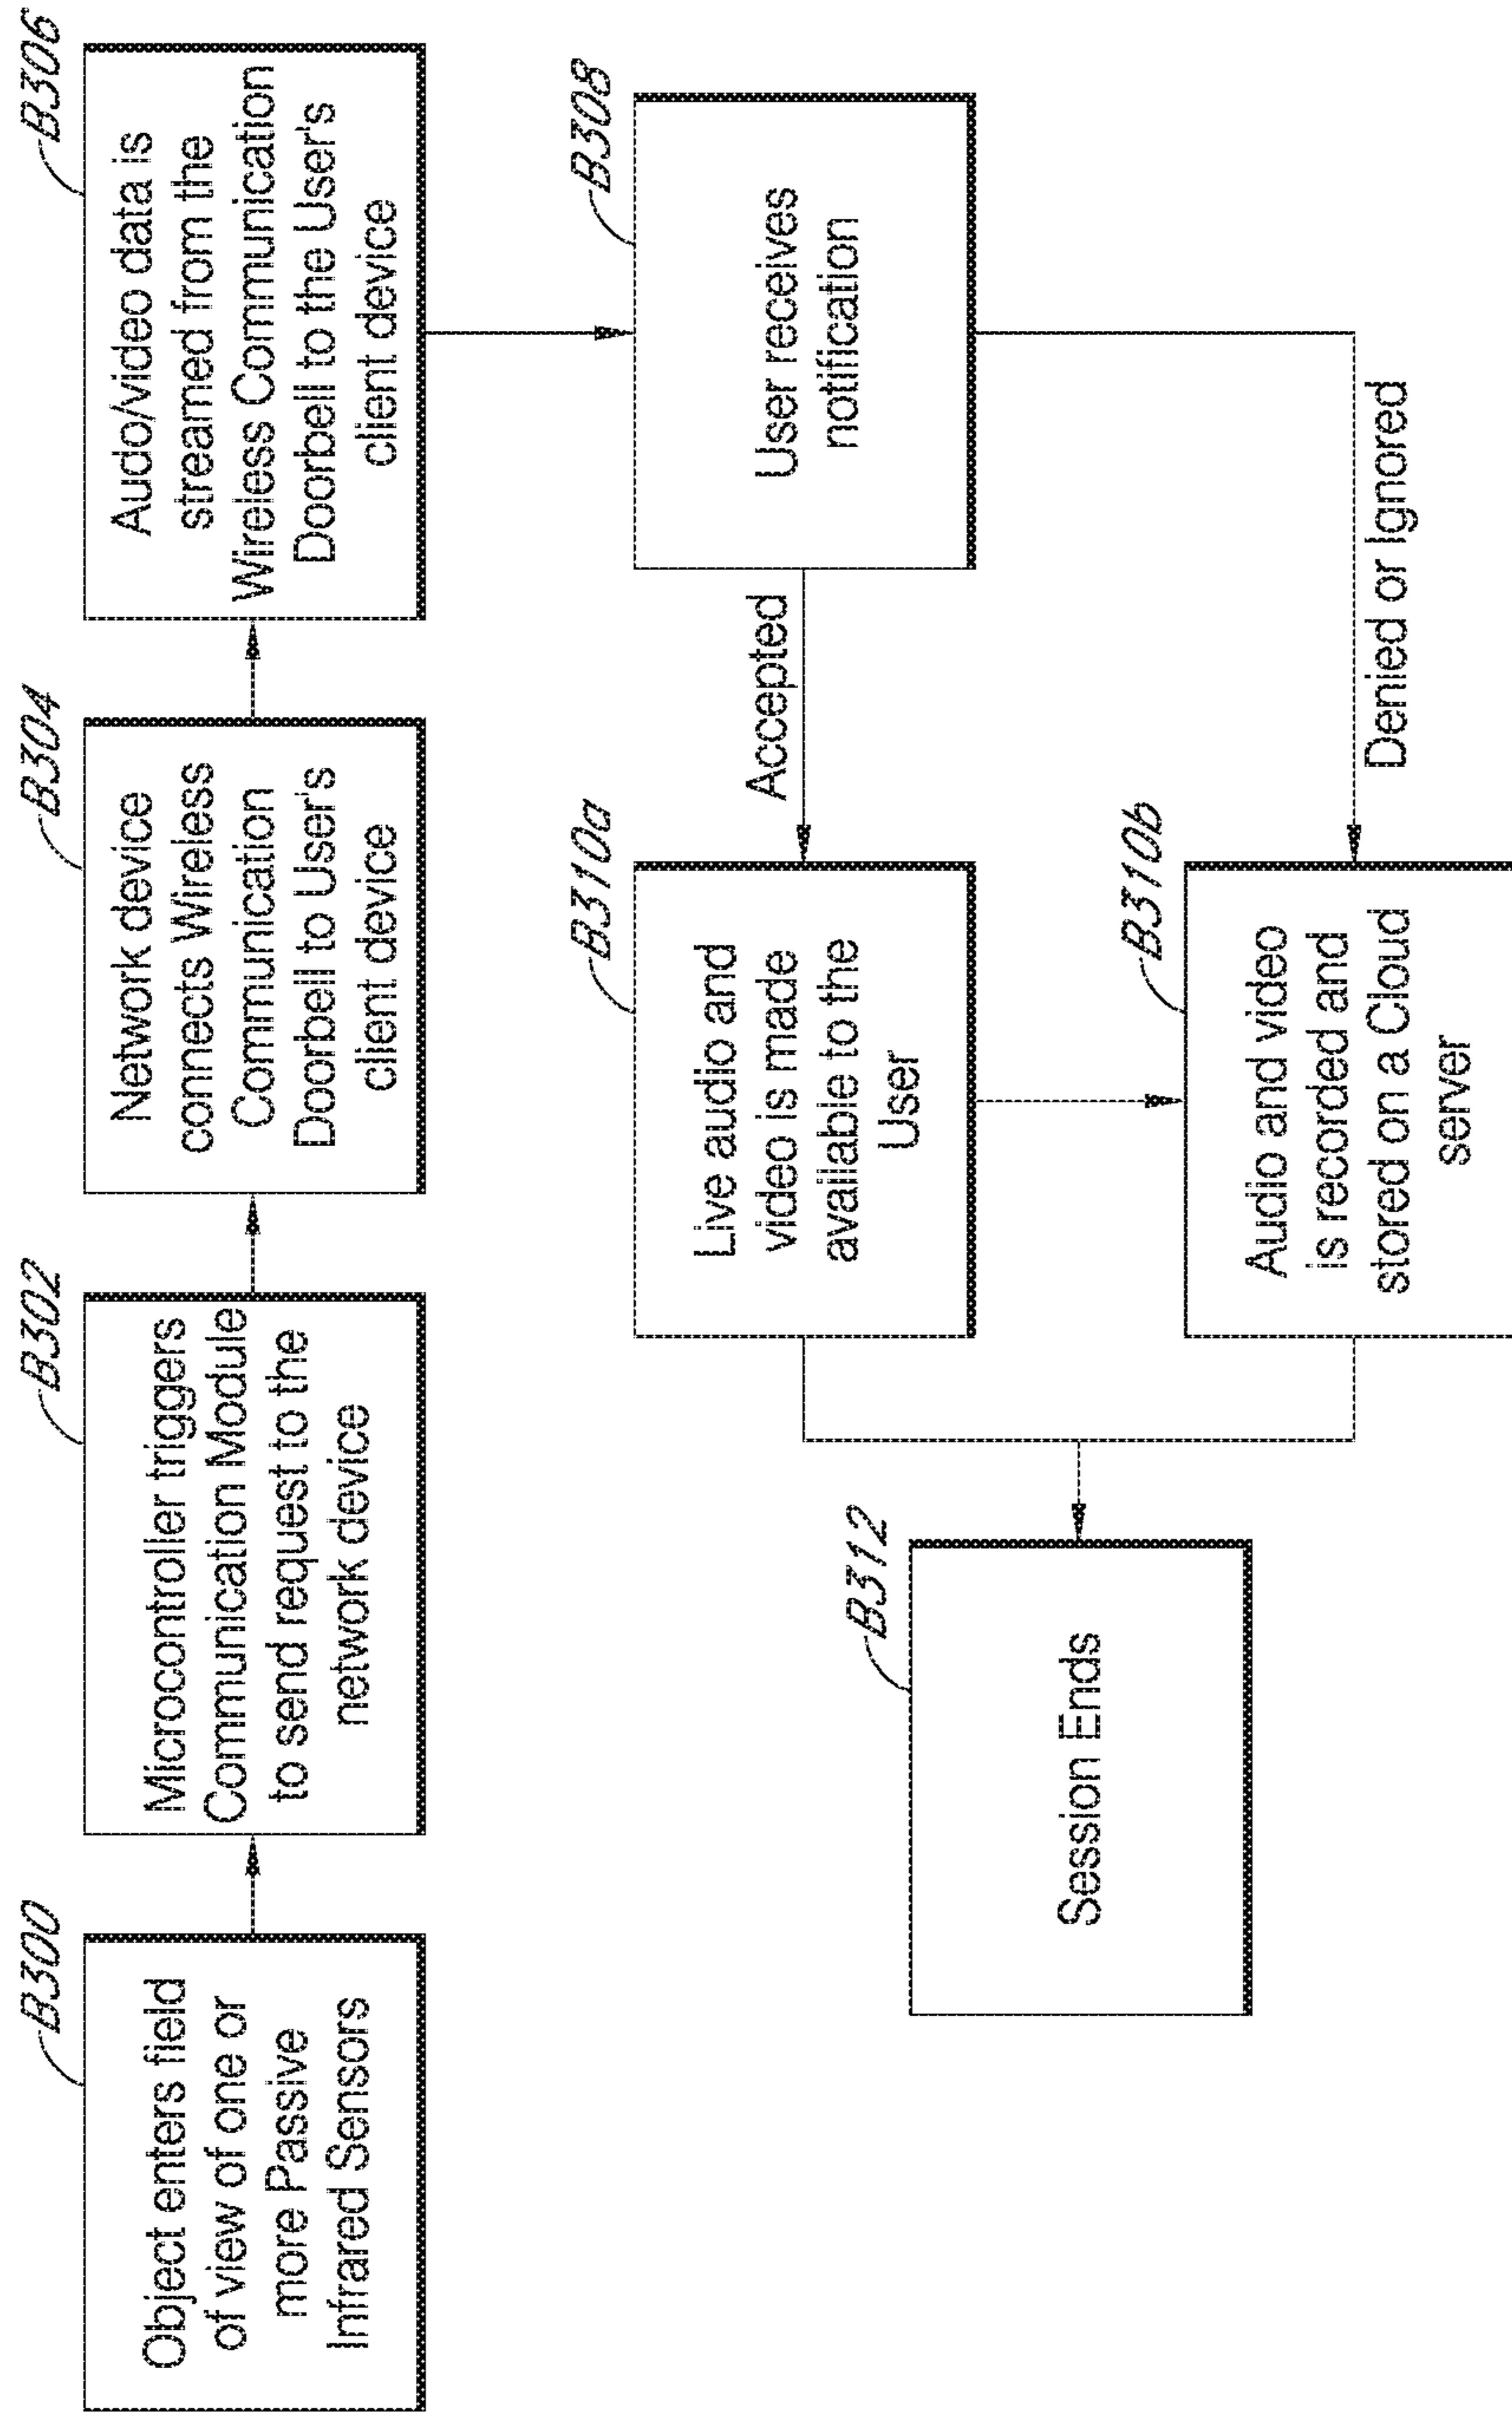 B300
Object enters field
of view of one or
more Passive
Infrared Sensors
B302
Microcontroller triggers
Communication Module
to send request to the
network device
B304
Network device
connects Wireless
Communication
Doorbell to User's
client device
B306
Audo/video data is
streamed from the
Wireless Communication
Doorbell to the User's
client device
B308
User receives
notification
Accepted
B310a
Live audio and
video is made
available to the
User
Denied or Ignored
B310b
Audio and video
is recorded and
stored on a Cloud
server
B312
Session Ends